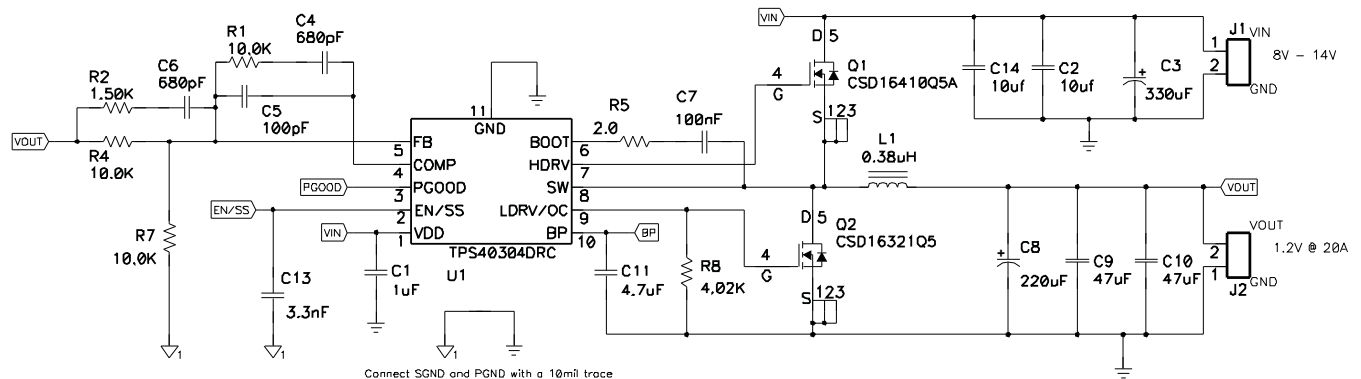 VIN
J1
VIN
1
2
GND
8V - 14V
D 5
4
G
Q1
CSD16410Q5A
S
123
C14
10uf
C2
10uf
C3
330uF
+
R1
10.0K
C4
680pF
C6
680pF
R2
1.50K
C5
100pF
VOUT
R4
10.0K
11
GND
FB
5
COMP
4
PGOOD
PGOOD
3
EN/SS
EN/SS
2
VIN
VDD
1
BOOT
6
HDRV
7
SW
8
LDRV/OC
9
BP
10
BP
TPS40304DRC
U1
R5
2.0
C7
100nF
L1
0.38uH
VOUT
D 5
4
G
Q2
CSD16321Q5
S
123
R7
10.0K
C13
3.3nF
C1
1uF
C11
4.7uF
R8
4.02K
+
C8
220uF
C9
47uF
C10
47uF
VOUT
2
1
GND
J2
1.2V @ 20A
1
1
1
Connect SGND and PGND with a 10mil trace